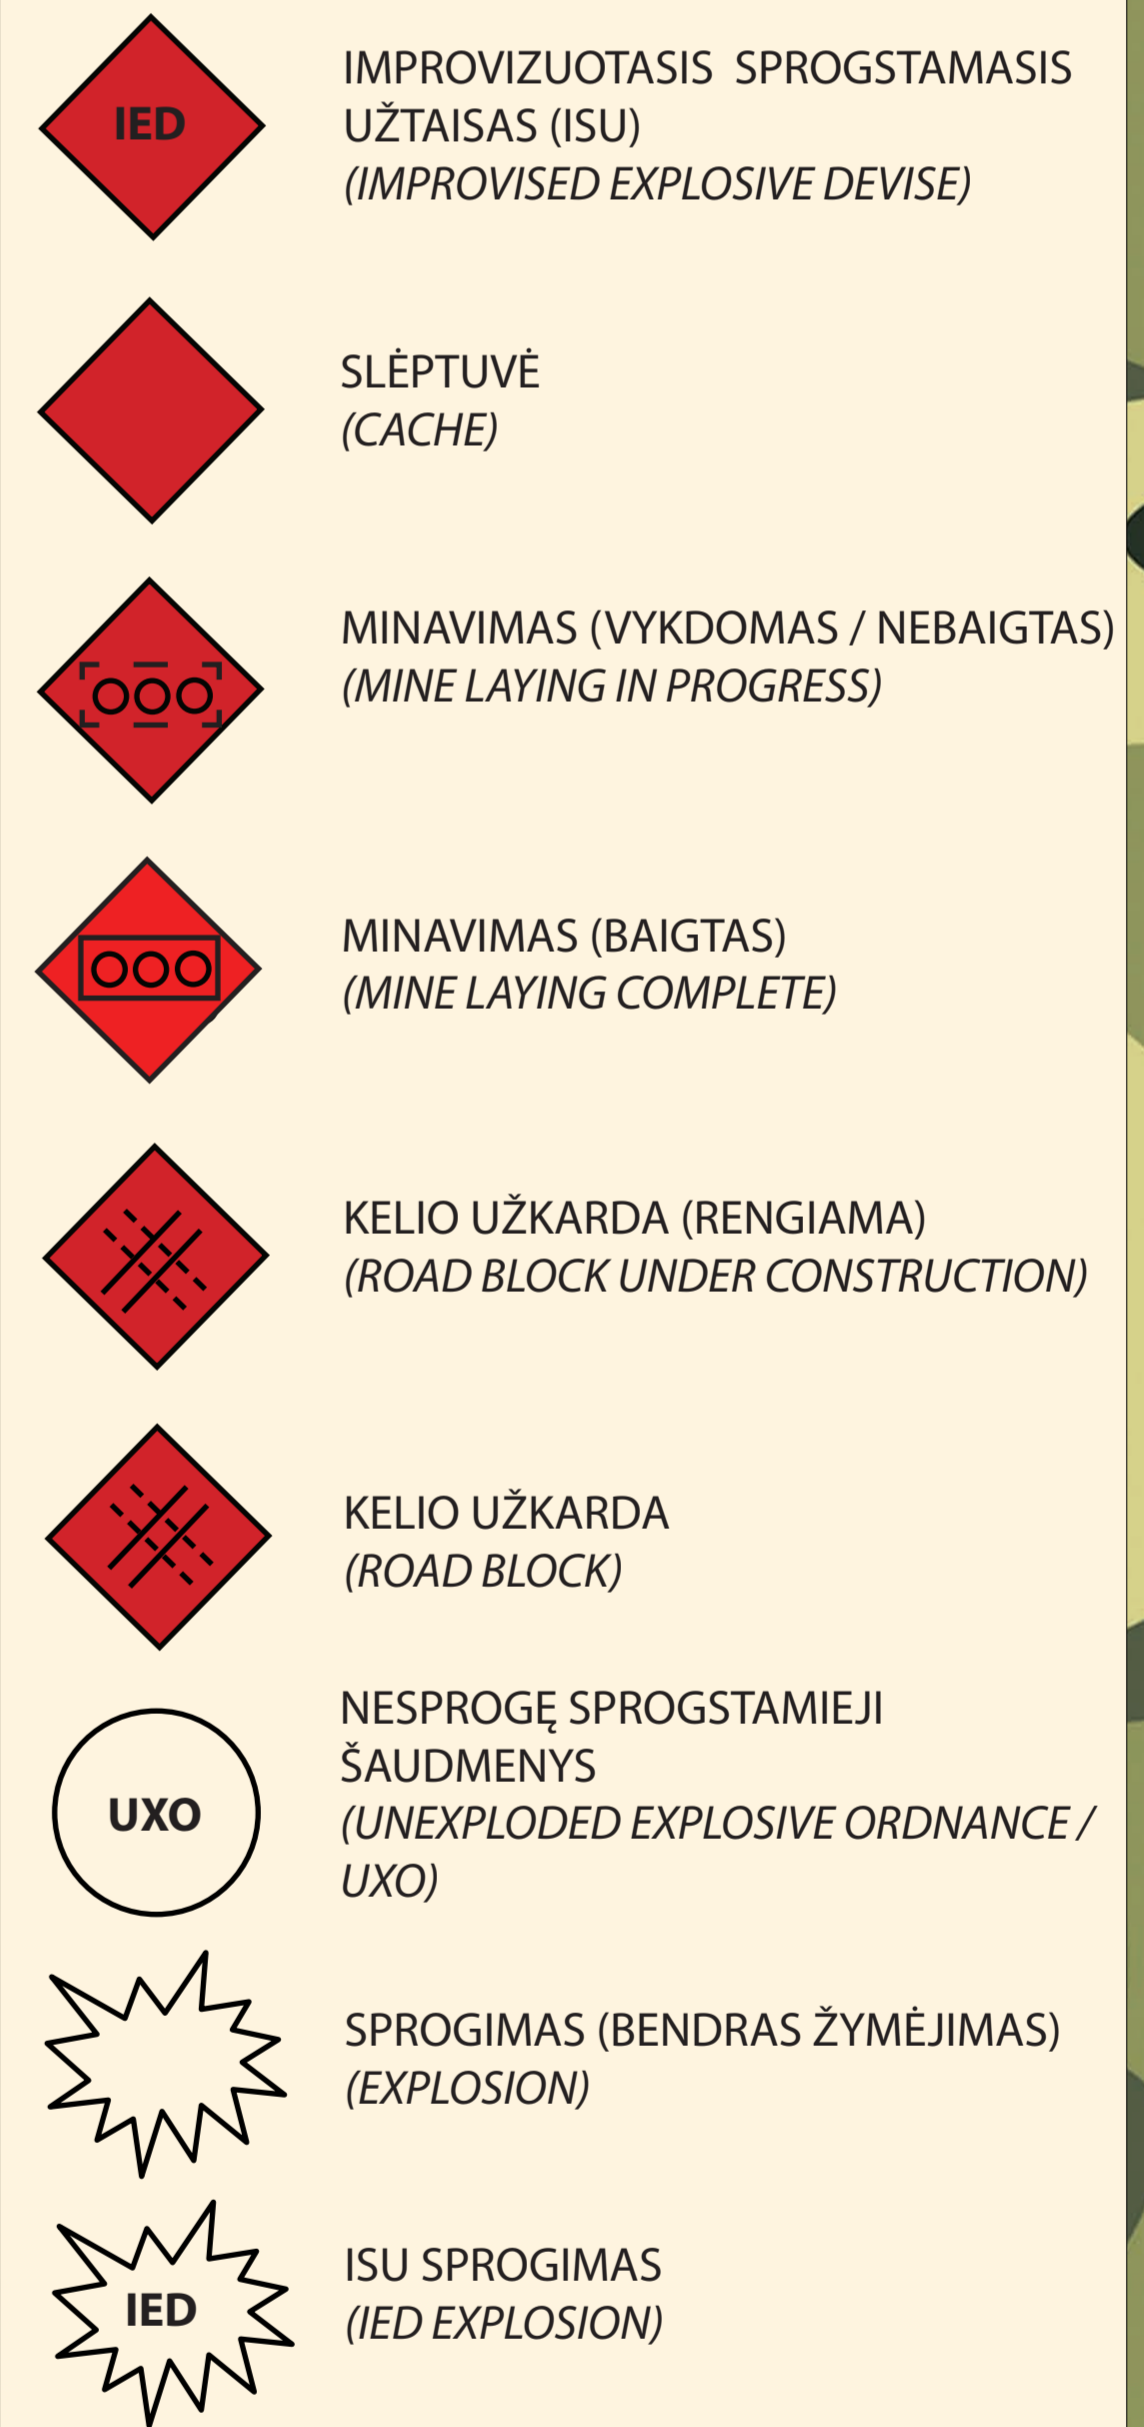 IED
IMPROVIZUOTASIS SPROGSTAMASIS
UŽTAISAS (ISU)
(IMPROVISED EXPLOSIVE DEVISE)
SLĖPTUVĖ
(CACHE)
MINAVIMAS (VYKDOMAS / NEBAIGTAS)
(MINE LAYING IN PROGRESS)
MINAVIMAS (BAIGTAS)
(MINE LAYING COMPLETE)
KELIO UŽKARDA (RENGIAMA)
(ROAD BLOCK UNDER CONSTRUCTION)
KELIO UŽKARDA
(ROAD BLOCK)
UXO
NESPROGĘ SPROGSTAMIEJI
ŠAUDMENYS
(UNEXPLODED EXPLOSIVE ORDNANCE /
UXO)
SPROGIMAS (BENDRAS ŽYMĖJIMAS)
(EXPLOSION)
IED
ISU SPROGIMAS
(IED EXPLOSION)